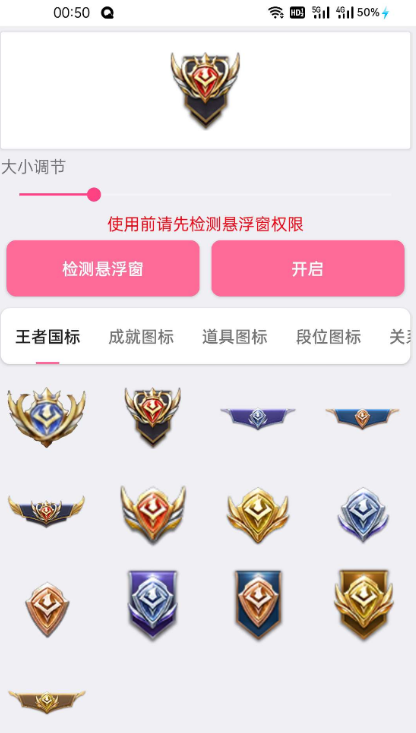 00:50 HD2 5G 4G 50%
大小调节
使用前请先检测悬浮窗权限
检测悬浮窗 开启
王者国标 成就图标 道具图标 段位图标 关